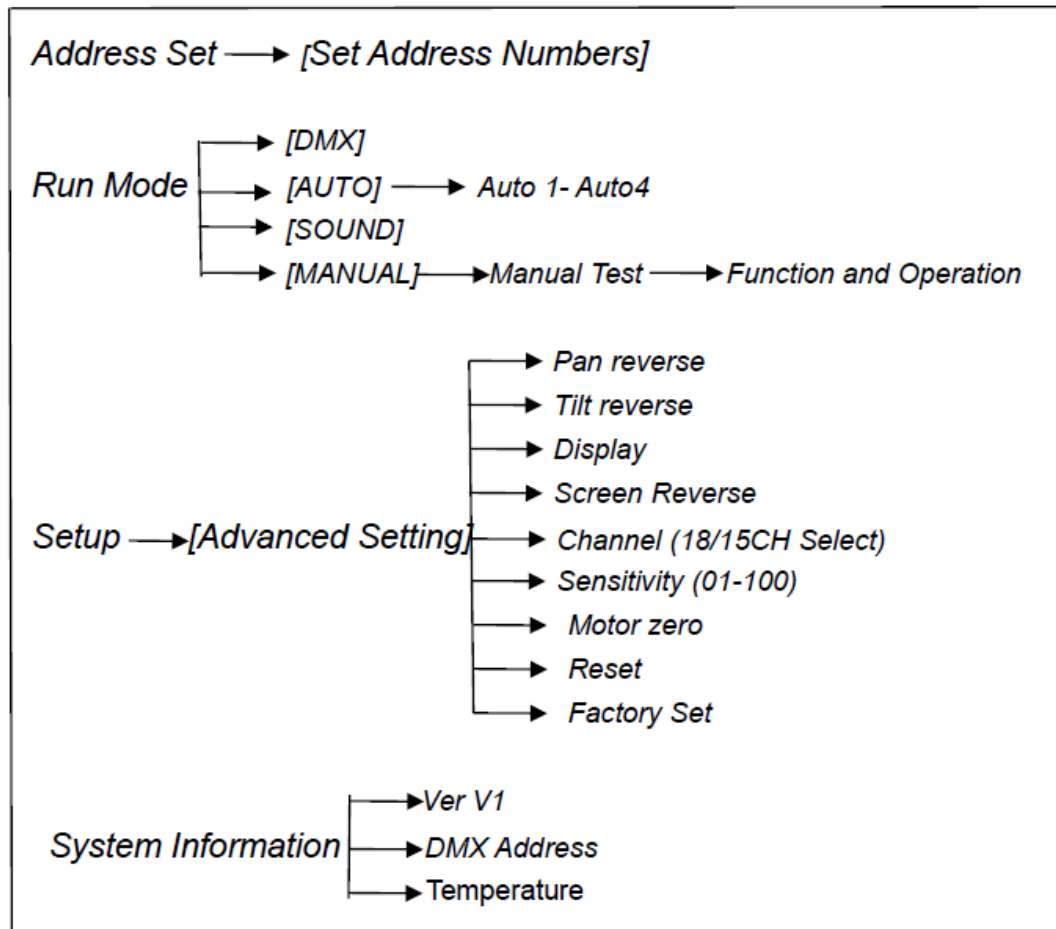 Address Set [Set Address Numbers]
[DMX]
Run Mode [AUTO] Auto 1- Auto4
[SOUND]
[MANUAL] Manual Test Function and Operation
Pan reverse
Tilt reverse
Display
Screen Reverse
Setup [Advanced Setting] Channel (18/15CH Select)
Sensitivity (01-100)
Motor zero
Reset
Factory Set
Ver V1
System Information DMX Address
Temperature